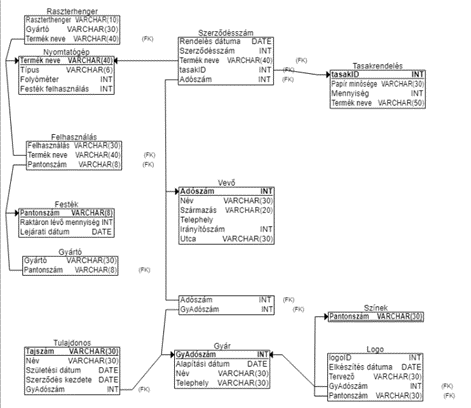 Raszterhenger
Raszterthenger VARCHAR(10)
Gyártó VARCHAR(30)
Termék neve VARCHAR(40) (FK)
Nyomtatógép
Termék neve VARCHAR(40)
Típus VARCHAR(6)
Folyóméter INT
Festék felhasználás INT
Szerződésszám
Rendelés dátuma DATE
Szerződésszám INT
Termék neve VARCHAR(40) (FK)
tasakID INT (FK)
Adószám INT (FK)
Tasakrendelés
tasakID INT
Papír minősége VARCHAR(30)
Mennyiség INT
Termék neve VARCHAR(50)
Felhasználás
Felhasználás VARCHAR(30)
Termék neve VARCHAR(40) (FK)
Pantonszám VARCHAR(8) (FK)
Festék
Pantonszám VARCHAR(8)
Raktáron lévő mennyiség INT
Lejárati dátum DATE
Vevő
Adószám INT
Név VARCHAR(30)
Származás VARCHAR(20)
Telephely
Irányítószám INT
Utca VARCHAR(30)
Gyártó
Gyártó VARCHAR(30)
Pantonszám VARCHAR(8) (FK)
Adószám INT (FK)
GyAdószám INT (FK)
Színek
Pantonszám VARCHAR(30)
Tulajdonos
Tajszám VARCHAR(30)
Név VARCHAR(30)
Születési dátum DATE
Szerződés kezdete DATE
GyAdószám INT (FK)
Gyár
GyAdószám INT
Alapítási dátum DATE
Név VARCHAR(30)
Telephely VARCHAR(30)
Logo
logoID INT
Elkészítés dátuma DATE
Tervező VARCHAR(30)
GyAdószám INT (FK)
Pantonszám VARCHAR(30) (FK)